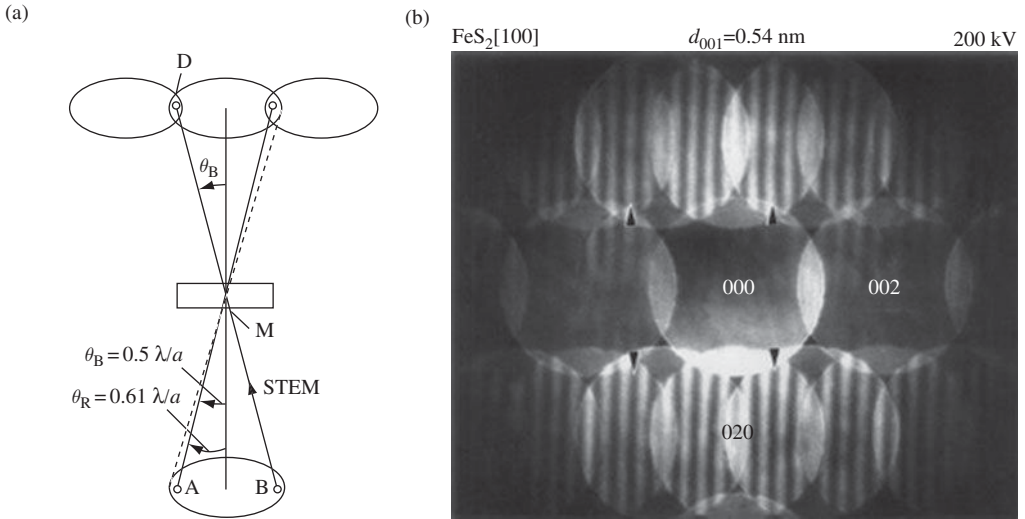 (a)
D
θB
M
θB = 0.5 λ/a
θR = 0.61 λ/a
STEM
A
B
(b)
FeS2[100] d001=0.54 nm 200 kV
000
002
020